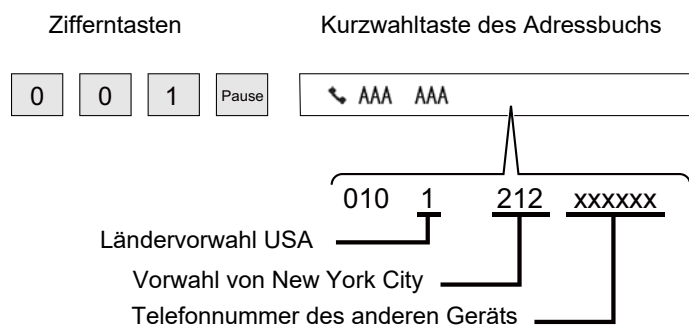 Zifferntasten Kurzwahltaste des Adressbuchs
0 0 1 Pause AAA AAA
010 1 212 xxxxxx
Ländervorwahl USA
Vorwahl von New York City
Telefonnummer des anderen Geräts